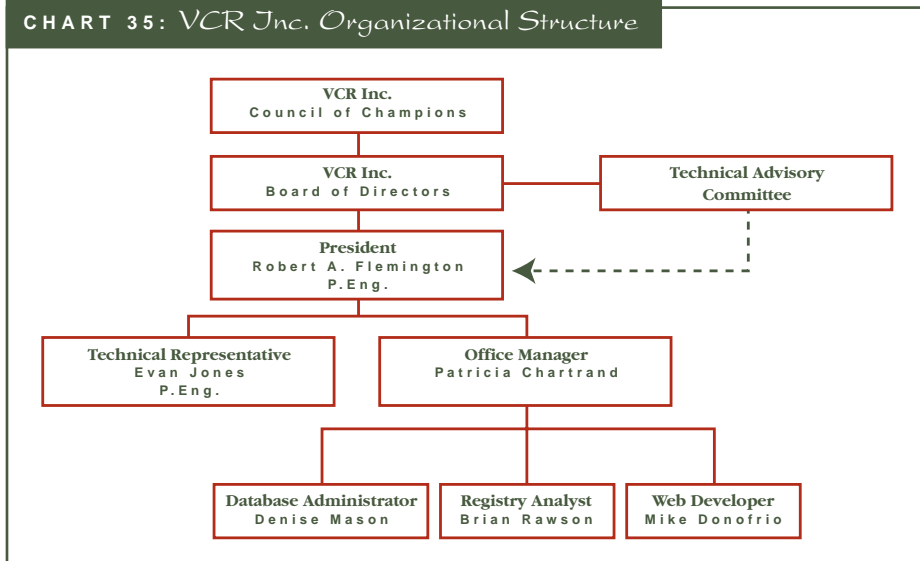 CHART 35: VCR Inc. Organizational Structure
VCR Inc.
Council of Champions
VCR Inc.
Board of Directors
Technical Advisory
Committee
President
Robert A. Flemington
P.Eng.
Technical Representative
Evan Jones
P.Eng.
Office Manager
Patricia Chartrand
Database Administrator
Denise Mason
Registry Analyst
Brian Rawson
Web Developer
Mike Donofrio